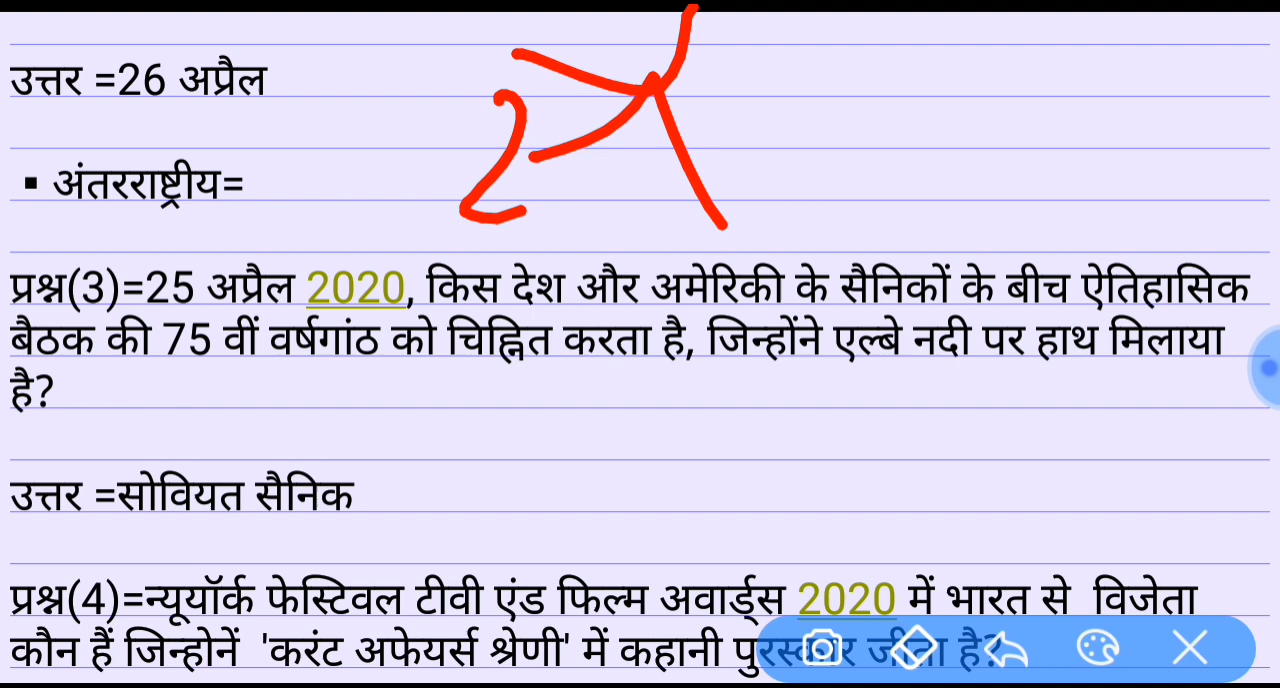 उत्तर =26 अप्रैल
▪ अंतरराष्ट्रीय=
प्रश्न(3)=25 अप्रैल 2020, किस देश और अमेरिकी के सैनिकों के बीच ऐतिहासिक
बैठक की 75 वीं वर्षगांठ को चिह्नित करता है, जिन्होंने एल्बे नदी पर हाथ मिलाया
है?
उत्तर =सोवियत सैनिक
प्रश्न(4)=न्यूयॉर्क फेस्टिवल टीवी एंड फिल्म अवार्ड्स 2020 में भारत से विजेता
कौन हैं जिन्होनें 'करंट अफेयर्स श्रेणी' में कहानी पुरस्कार जीता है?